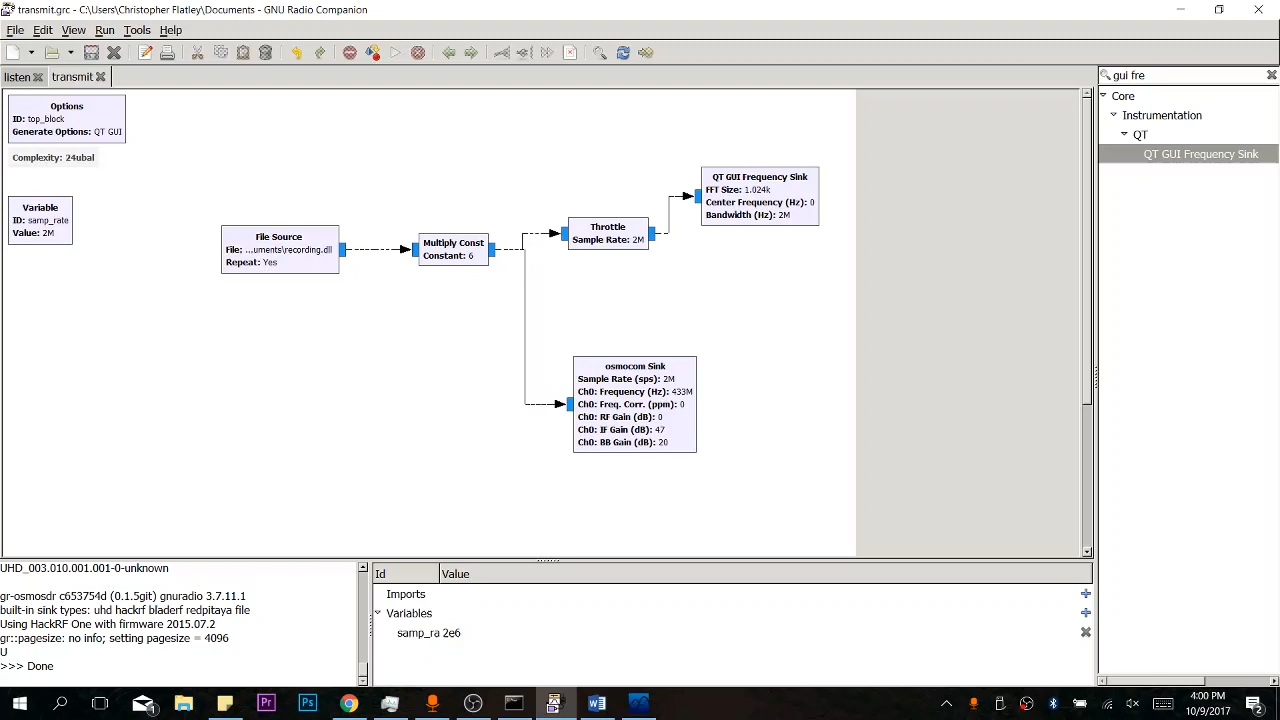 transmit.grc - C:\Users\Christopher Flatley\Documents - GNU Radio Companion
File Edit View Run Tools Help
listen
transmit
gui fre
Options
ID: top_block
Generate Options: QT GUI
Complexity: 24ubal
Variable
ID: samp_rate
Value: 2M
File Source
File: ...uments\recording.dll
Repeat: Yes
Multiply Const
Constant: 6
Throttle
Sample Rate: 2M
QT GUI Frequency Sink
FFT Size: 1.024k
Center Frequency (Hz): 0
Bandwidth (Hz): 2M
osmocom Sink
Sample Rate (sps): 2M
Ch0: Frequency (Hz): 433M
Ch0: Freq. Corr. (ppm): 0
Ch0: RF Gain (dB): 0
Ch0: IF Gain (dB): 47
Ch0: BB Gain (dB): 20
Core
Instrumentation
QT
QT GUI Frequency Sink
UHD_003.010.001.001-0-unknown
gr-osmosdr c653754d (0.1.5git) gnuradio 3.7.11.1
built-in sink types: uhd hackrf bladerf redpitaya file
Using HackRF One with firmware 2015.07.2
gr::pagesize: no info; setting pagesize = 4096
U
>>> Done
Id Value
Imports
Variables
samp_ra 2e6
1
Pr
Ps
4:00 PM
10/9/2017
2